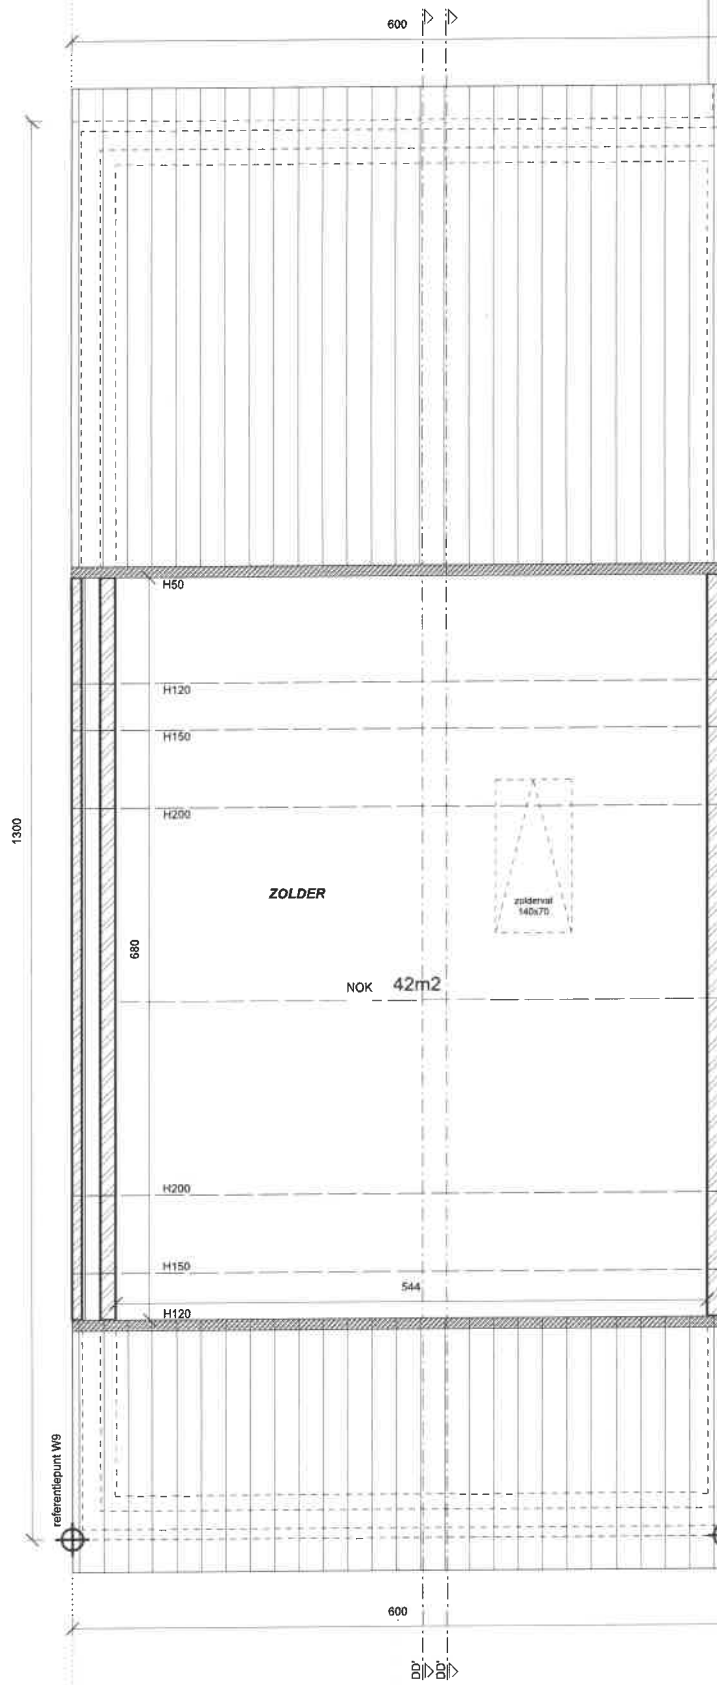 600
H50
H120
H150
H200
1300
ZOLDER
zolderval
140x70
680
NOK 42m2
H200
H150
544
H120
referentiepunt W9
600
DD'
DD'